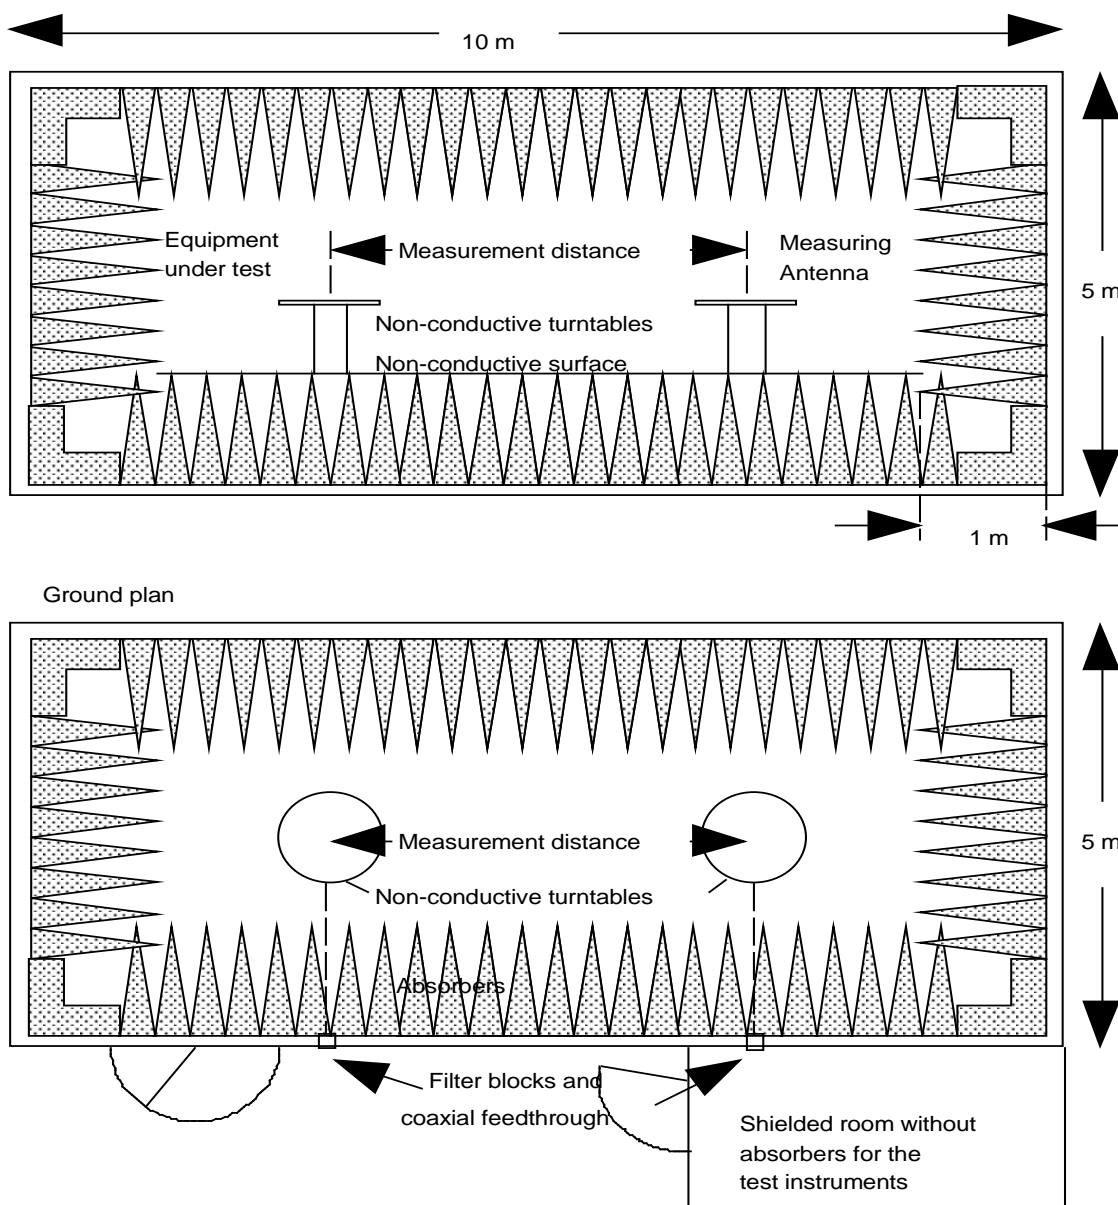 10 m
Equipment
under test
Measurement distance
Measuring
Antenna
5 m
Non-conductive turntables
Non-conductive surface
1 m
Ground plan
Measurement distance
5 m
Non-conductive turntables
Absorbers
Filter blocks and
coaxial feedthrough
Shielded room without
absorbers for the
test instruments